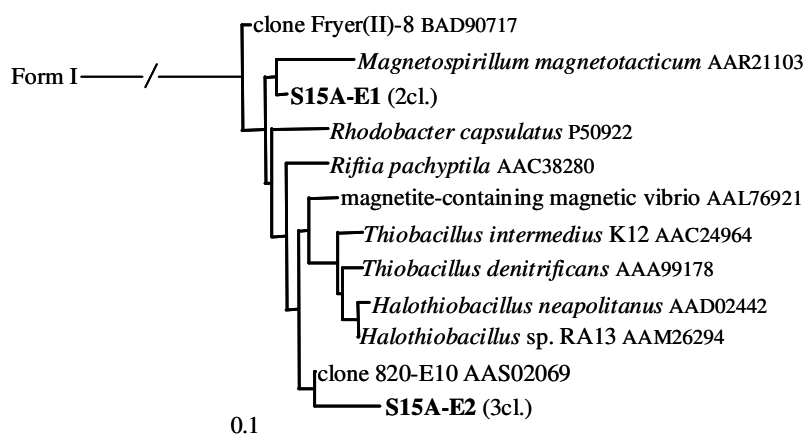 clone Fryer(II)-8 BAD90717
Magnetospirillum magnetotacticum AAR21103
Form I
S15A-E1 (2cl.)
Rhodobacter capsulatus P50922
Riftia pachyptila AAC38280
magnetite-containing magnetic vibrio AAL76921
Thiobacillus intermedius K12 AAC24964
Thiobacillus denitrificans AAA99178
Halothiobacillus neapolitanus AAD02442
Halothiobacillus sp. RA13 AAM26294
clone 820-E10 AAS02069
S15A-E2 (3cl.)
0.1